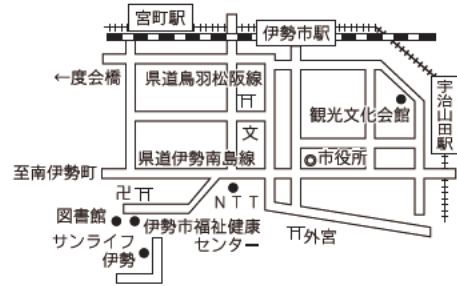 宮町駅
伊勢市駅
←度会橋
県道鳥羽松阪線
観光文化会館
宇治山田駅
文
県道伊勢南島線
市役所
至南伊勢町
NTT
図書館
伊勢市福祉健康
センター
サンライフ
伊勢
外宮